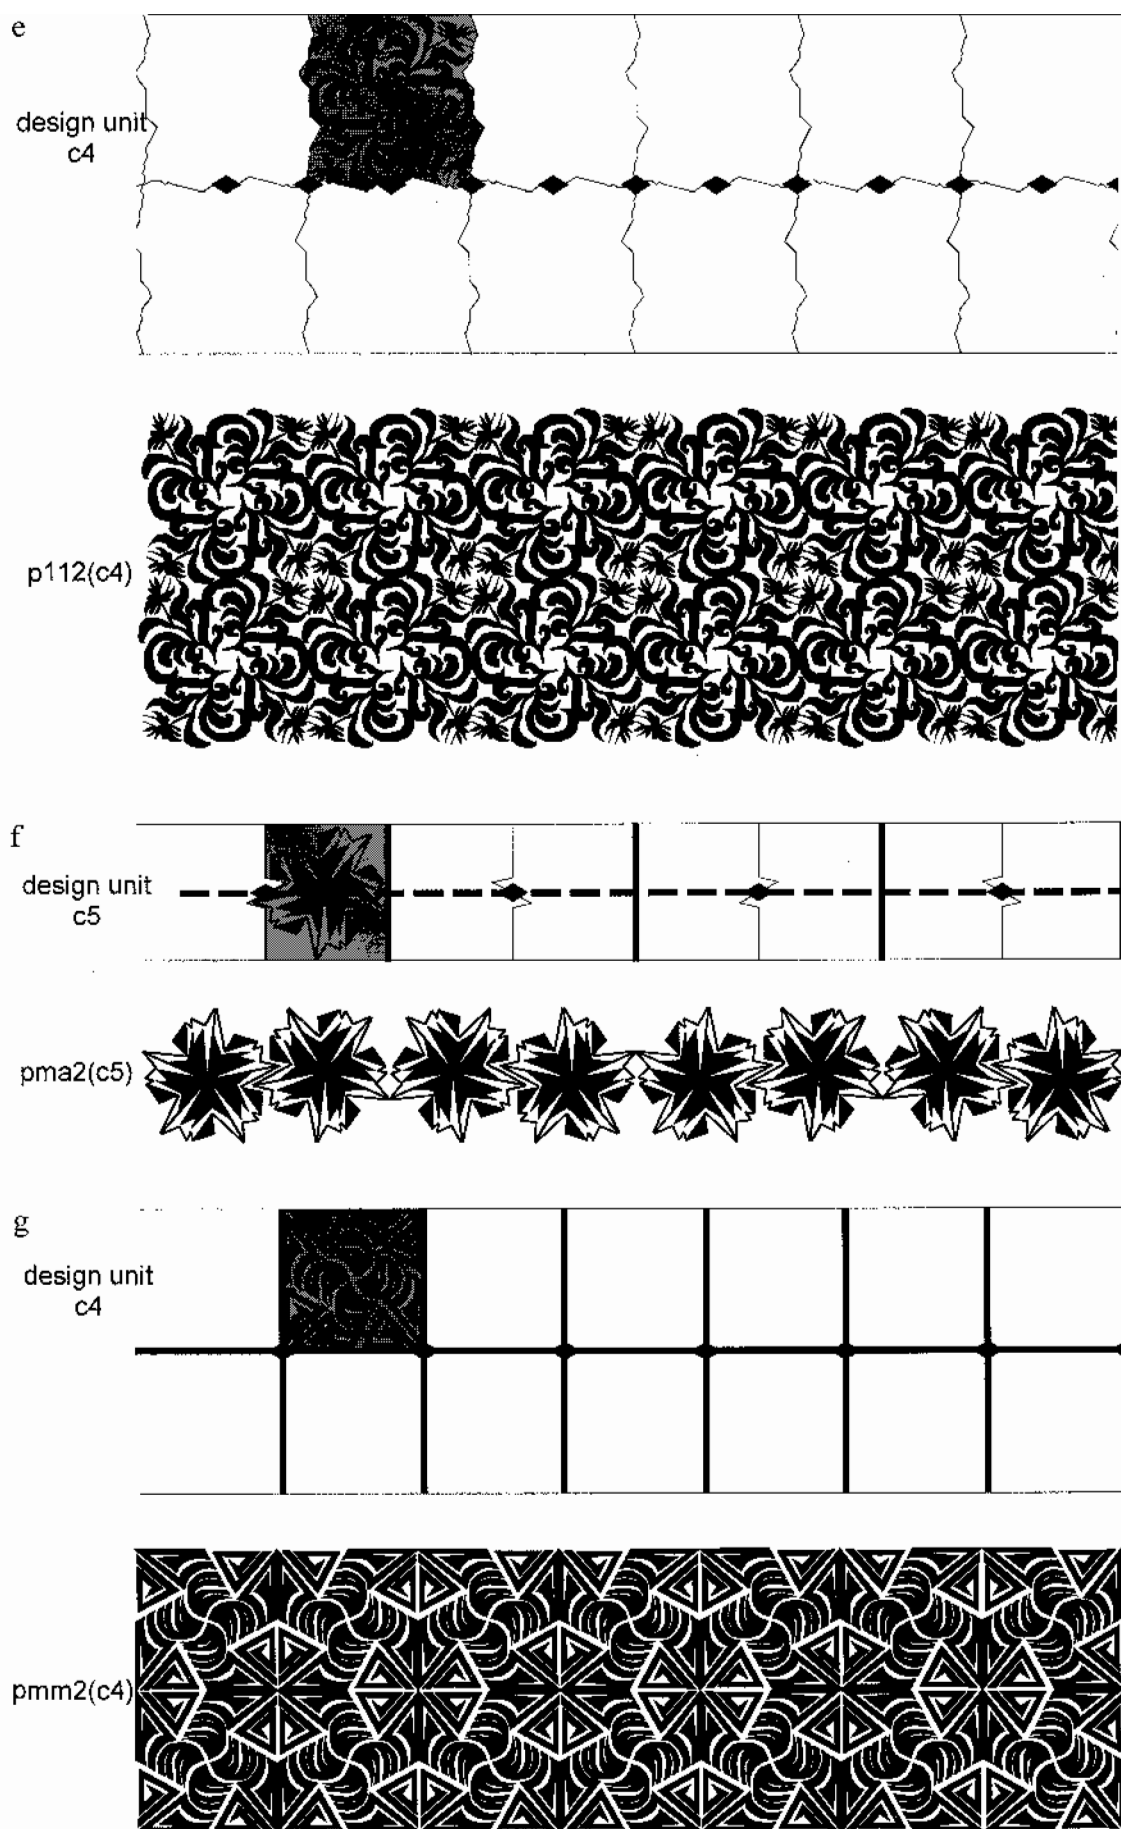 e
design unit
c4
p112(c4)
f
design unit
c5
pma2(c5)
g
design unit
c4
pmm2(c4)